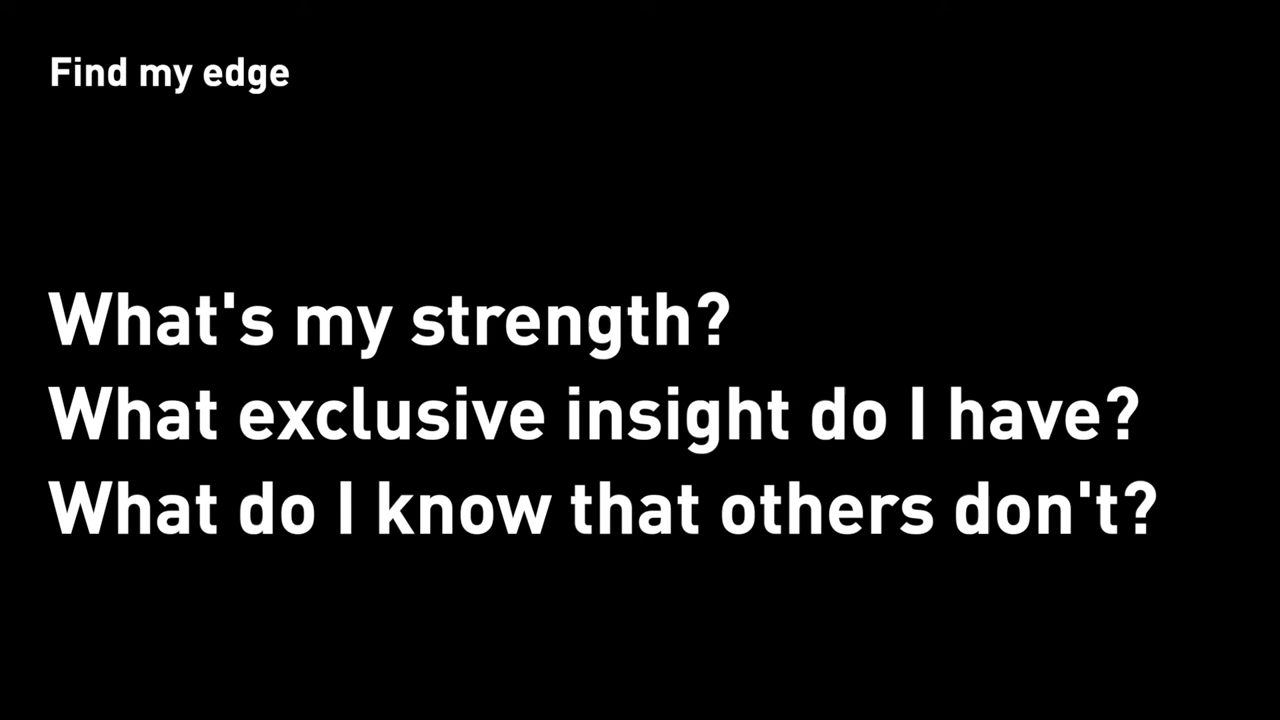 Find my edge
What's my strength?
What exclusive insight do I have?
What do I know that others don't?